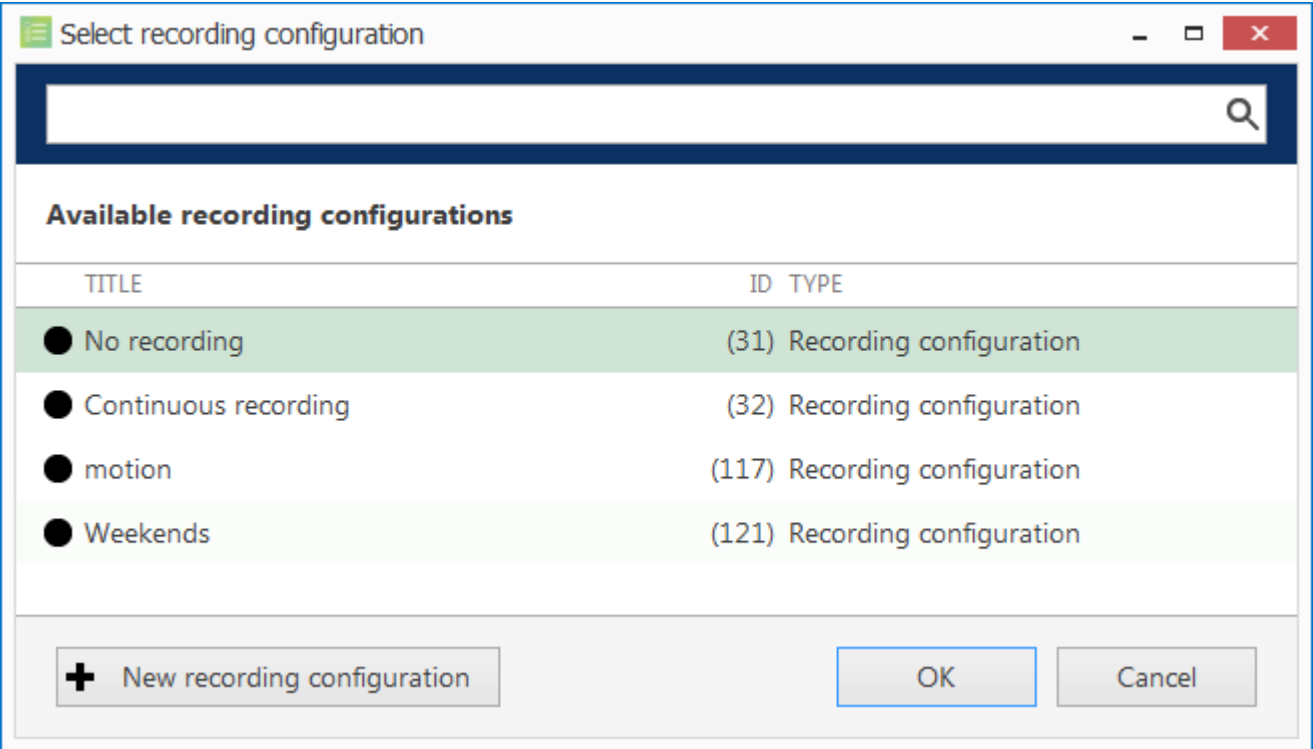 Select recording configuration
Available recording configurations
TITLE ID TYPE
No recording (31) Recording configuration
Continuous recording (32) Recording configuration
motion (117) Recording configuration
Weekends (121) Recording configuration
New recording configuration OK Cancel